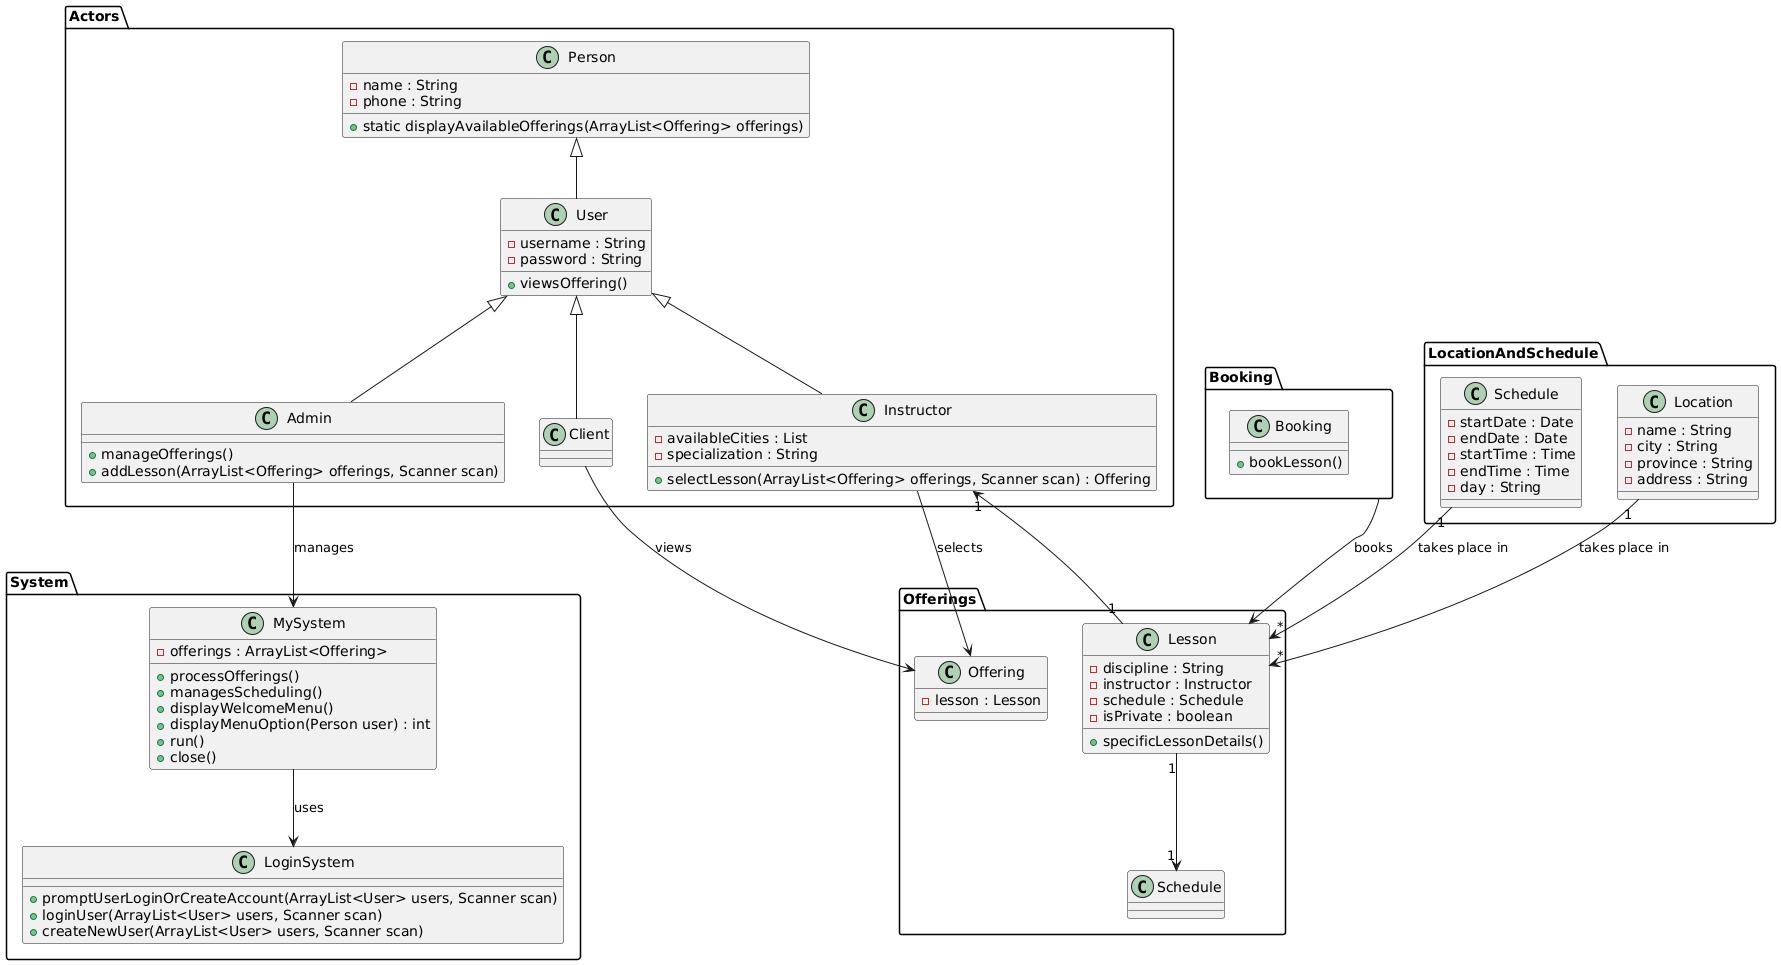 Actors
C Person
name : String
phone : String
static displayAvailableOfferings(ArrayList<Offering> offerings)
C User
username : String
password : String
viewsOffering()
C Admin
manageOfferings()
addLesson(ArrayList<Offering> offerings, Scanner scan)
C Client
C Instructor
availableCities : List
specialization : String
selectLesson(ArrayList<Offering> offerings, Scanner scan) : Offering
Booking
C Booking
bookLesson()
LocationAndSchedule
C Schedule
startDate : Date
endDate : Date
startTime : Time
endTime : Time
day : String
C Location
name : String
city : String
province : String
address : String
1
1
1
manages
views
selects
books
takes place in
takes place in
System
C MySystem
offerings : ArrayList<Offering>
processOfferings()
managesScheduling()
displayWelcomeMenu()
displayMenuOption(Person user) : int
run()
close()
uses
C LoginSystem
promptUserLoginOrCreateAccount(ArrayList<User> users, Scanner scan)
loginUser(ArrayList<User> users, Scanner scan)
createNewUser(ArrayList<User> users, Scanner scan)
Offerings
1
*
*
C Offering
lesson : Lesson
C Lesson
discipline : String
instructor : Instructor
schedule : Schedule
isPrivate : boolean
specificLessonDetails()
1
1
C Schedule